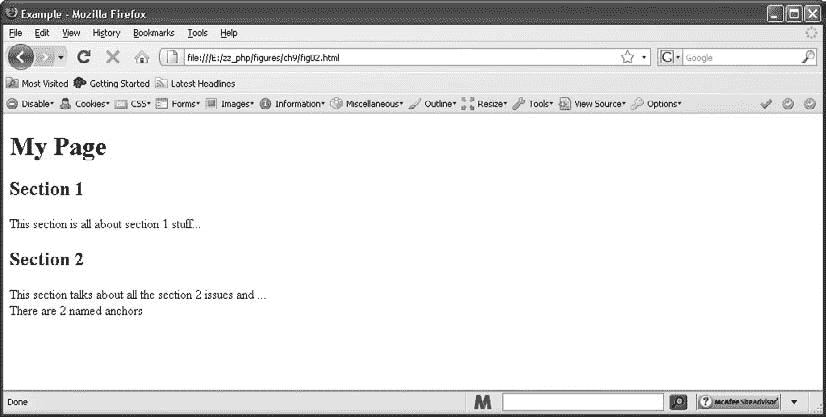 Example - Mozilla Firefox
File Edit View History Bookmarks Tools Help
file:///E:/zz_php/figures/ch9/fig02.html
G Google
Most Visited Getting Started Latest Headlines
Disable Cookies CSS Forms Images Information Miscellaneous Outline Resize Tools View Source Options
My Page
Section 1
This section is all about section 1 stuff...
Section 2
This section talks about all the section 2 issues and ...
There are 2 named anchors
Done M McAfee SiteAdvisor